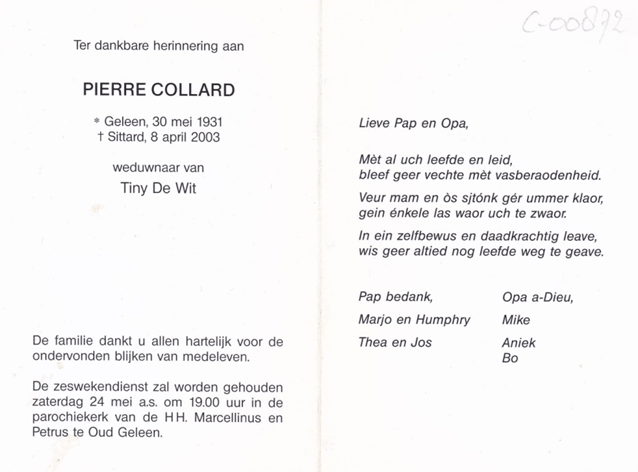 Ter dankbare herinnering aan
PIERRE COLLARD
* Geleen, 30 mei 1931
† Sittard, 8 april 2003
weduwnaar van
Tiny De Wit
De familie dankt u allen hartelijk voor de
ondervonden blijken van medeleven.
De zeswekendienst zal worden gehouden
zaterdag 24 mei a.s. om 19.00 uur in de
parochiekerk van de HH. Marcellinus en
Petrus te Oud Geleen.
C-00872
Lieve Pap en Opa,
Mèt al uch leefde en leid,
bleef geer vechte mèt vasberaodenheid.
Veur mam en òs sjtónk gér ummer klaor,
gein énkele las waor uch te zwaor.
In ein zelfbewus en daadkrachtig leave,
wis geer altied nog leefde weg te geave.
Pap bedank,
Marjo en Humphry
Thea en Jos
Opa a-Dieu,
Mike
Aniek
Bo